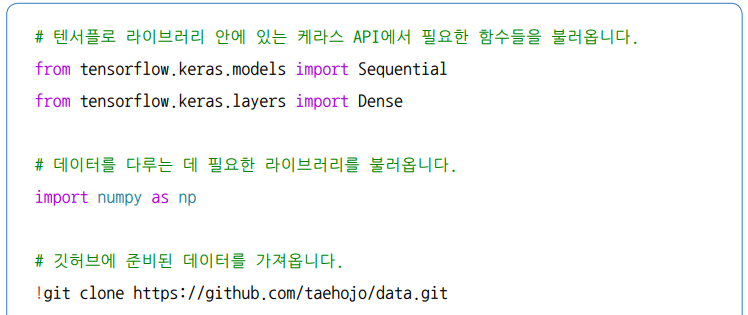 # 텐서플로 라이브러리 안에 있는 케라스 API에서 필요한 함수들을 불러옵니다.
from tensorflow.keras.models import Sequential
from tensorflow.keras.layers import Dense
# 데이터를 다루는 데 필요한 라이브러리를 불러옵니다.
import numpy as np
# 깃허브에 준비된 데이터를 가져옵니다.
!git clone https://github.com/taehojo/data.git